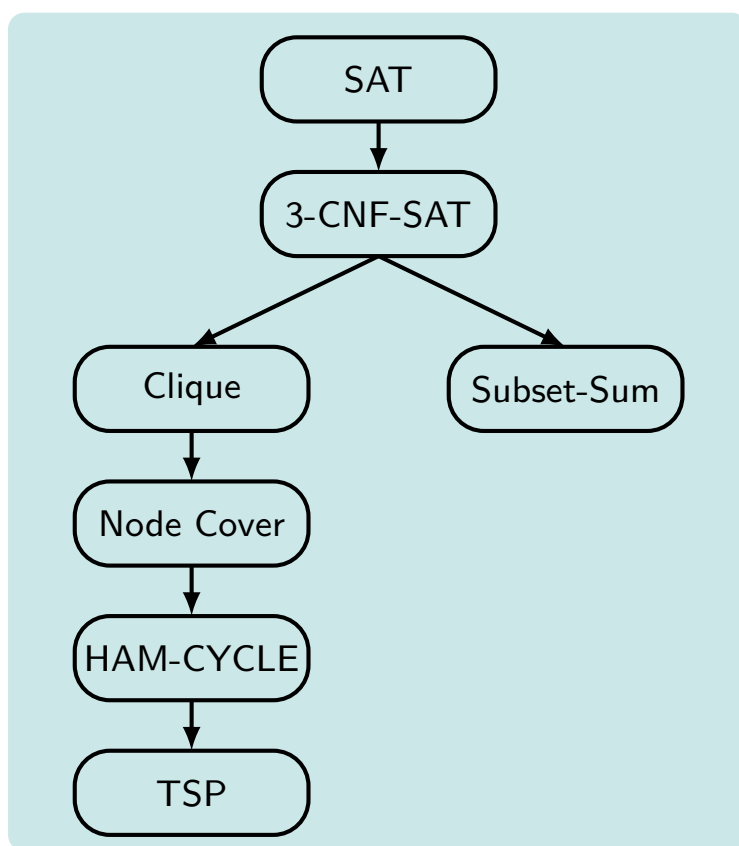 SAT
3-CNF-SAT
Clique
Subset-Sum
Node Cover
HAM-CYCLE
TSP